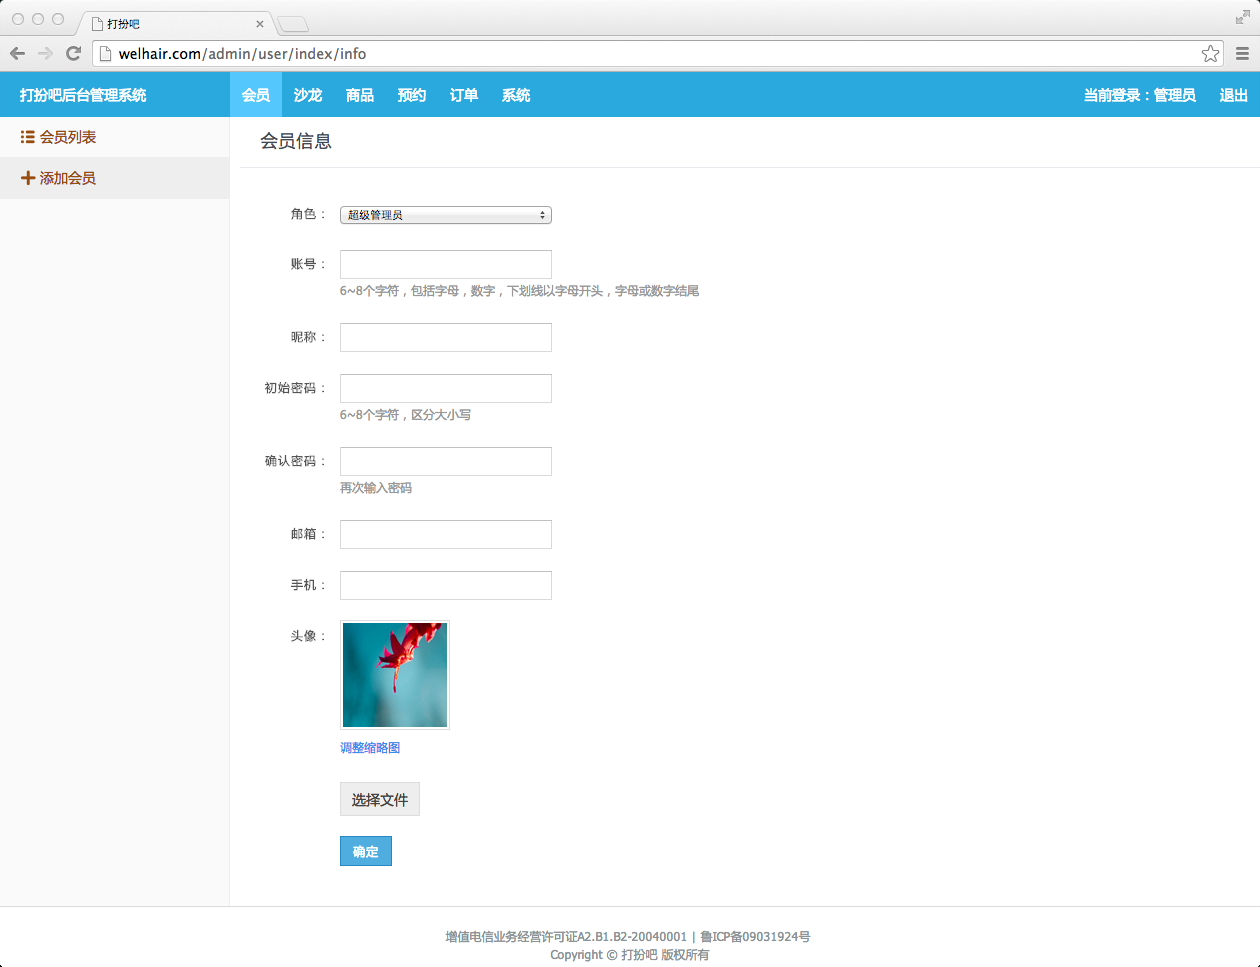 打扮吧
welhair.com/admin/user/index/info
打扮吧后台管理系统 会员 沙龙 商品 预约 订单 系统 当前登录：管理员 退出
会员列表
添加会员
会员信息
角色： 超级管理员
账号：
6~8个字符，包括字母，数字，下划线以字母开头，字母或数字结尾
昵称：
初始密码：
6~8个字符，区分大小写
确认密码：
再次输入密码
邮箱：
手机：
头像：
调整缩略图
选择文件
确定
增值电信业务经营许可证A2.B1.B2-20040001 | 鲁ICP备09031924号
Copyright © 打扮吧 版权所有